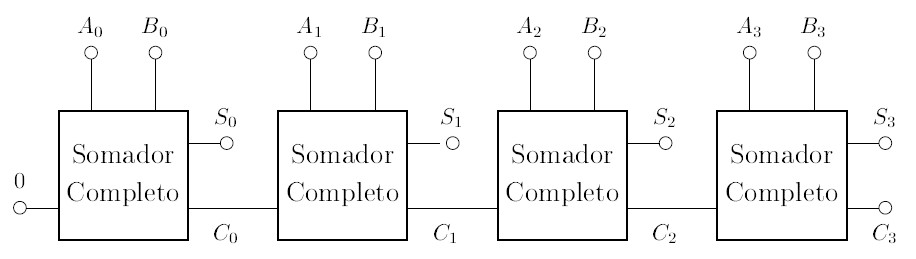 A₀ B₀ A₁ B₁ A₂ B₂ A₃ B₃
S₀ S₁ S₂ S₃
Somador Somador Somador Somador
0 Completo Completo Completo Completo
C₀ C₁ C₂ C₃